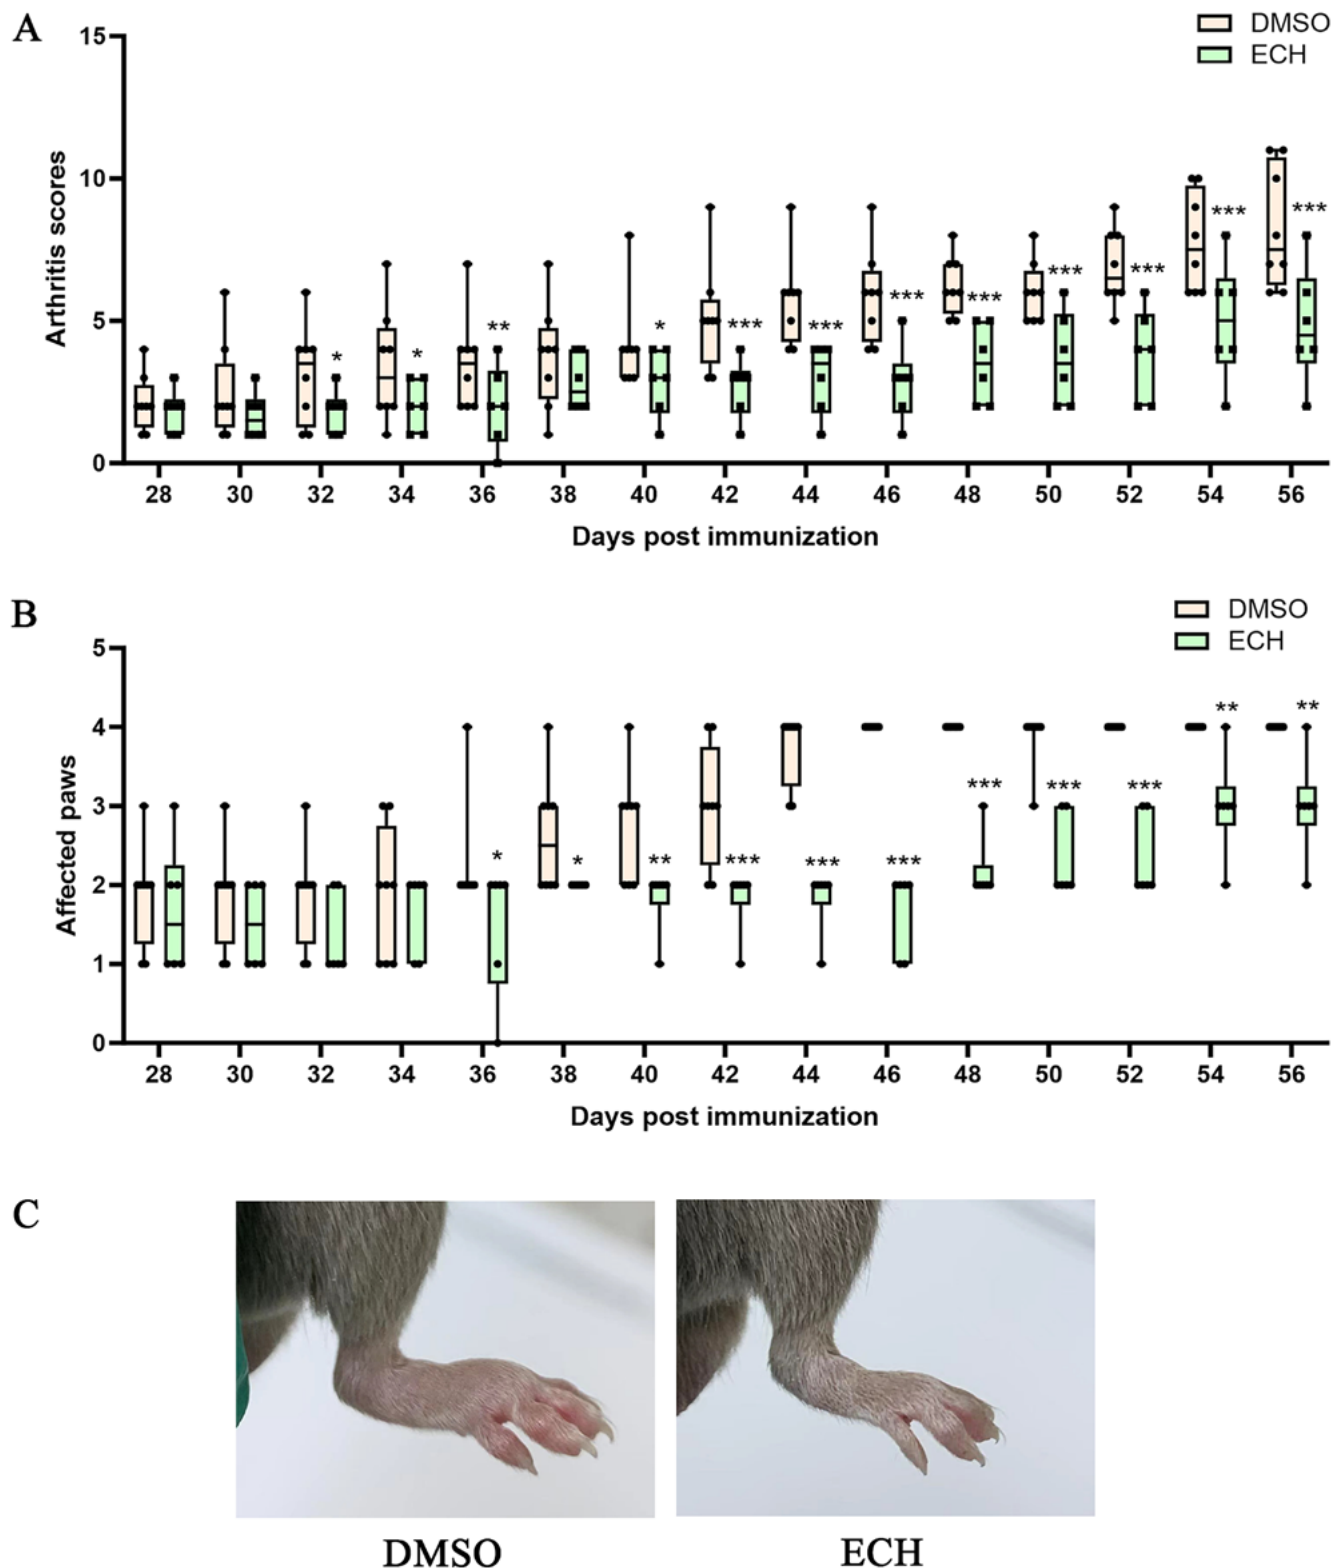 A
DMSO
ECH
Arthritis scores
15
10
5
0
* * ** * *** *** *** *** *** *** *** ***
28 30 32 34 36 38 40 42 44 46 48 50 52 54 56
Days post immunization
B
DMSO
ECH
Affected paws
5
4
3
2
1
0
* * ** *** *** *** *** *** *** ** **
28 30 32 34 36 38 40 42 44 46 48 50 52 54 56
Days post immunization
C
DMSO ECH